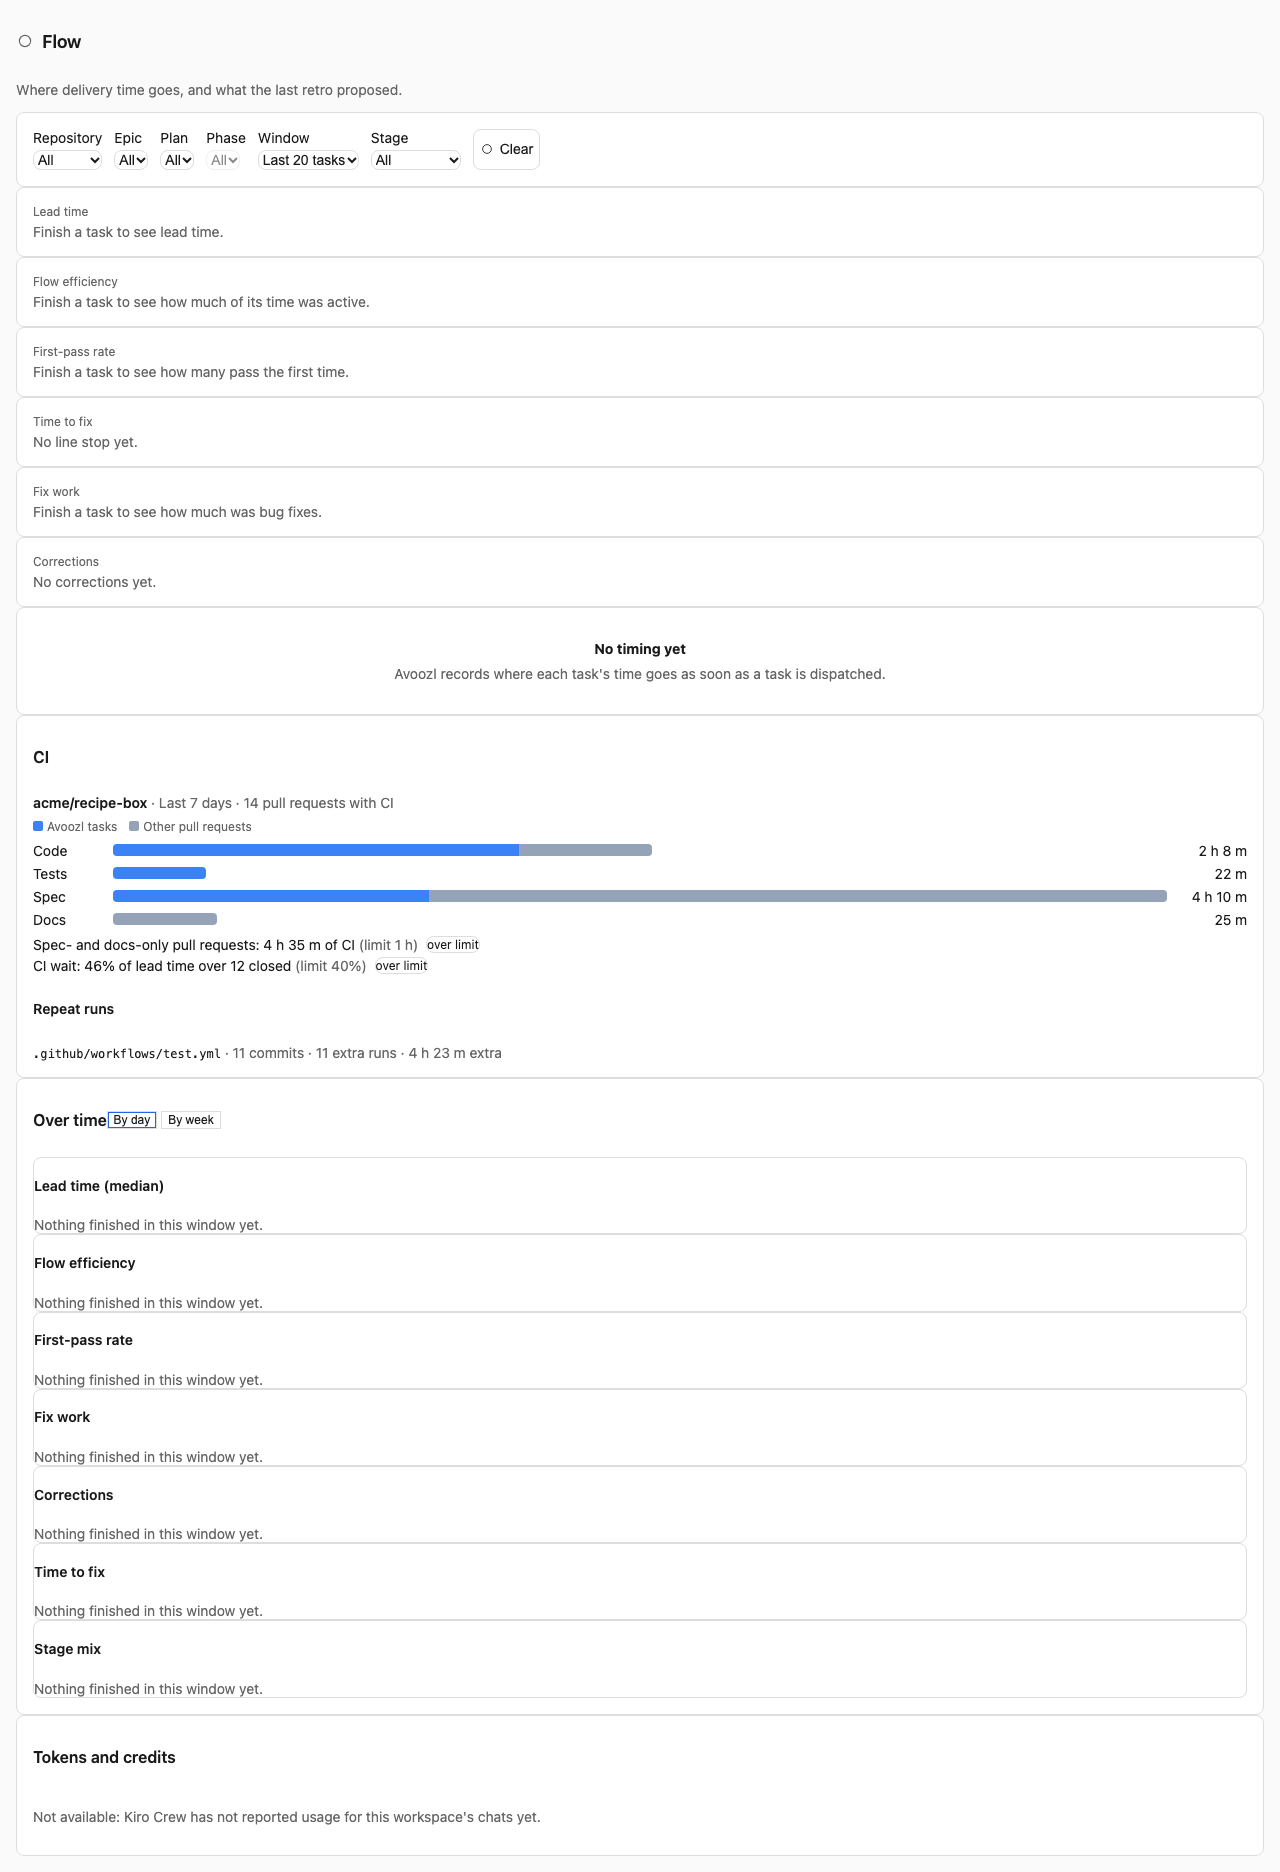 Flow
Where delivery time goes, and what the last retro proposed.
Repository Epic Plan Phase Window Stage
All All All All Last 20 tasks All Clear
Lead time
Finish a task to see lead time.
Flow efficiency
Finish a task to see how much of its time was active.
First-pass rate
Finish a task to see how many pass the first time.
Time to fix
No line stop yet.
Fix work
Finish a task to see how much was bug fixes.
Corrections
No corrections yet.
No timing yet
Avoozl records where each task's time goes as soon as a task is dispatched.
CI
acme/recipe-box · Last 7 days · 14 pull requests with CI
Avoozl tasks Other pull requests
Code 2 h 8 m
Tests 22 m
Spec 4 h 10 m
Docs 25 m
Spec- and docs-only pull requests: 4 h 35 m of CI (limit 1 h) over limit
CI wait: 46% of lead time over 12 closed (limit 40%) over limit
Repeat runs
.github/workflows/test.yml · 11 commits · 11 extra runs · 4 h 23 m extra
Over time By day By week
Lead time (median)
Nothing finished in this window yet.
Flow efficiency
Nothing finished in this window yet.
First-pass rate
Nothing finished in this window yet.
Fix work
Nothing finished in this window yet.
Corrections
Nothing finished in this window yet.
Time to fix
Nothing finished in this window yet.
Stage mix
Nothing finished in this window yet.
Tokens and credits
Not available: Kiro Crew has not reported usage for this workspace's chats yet.